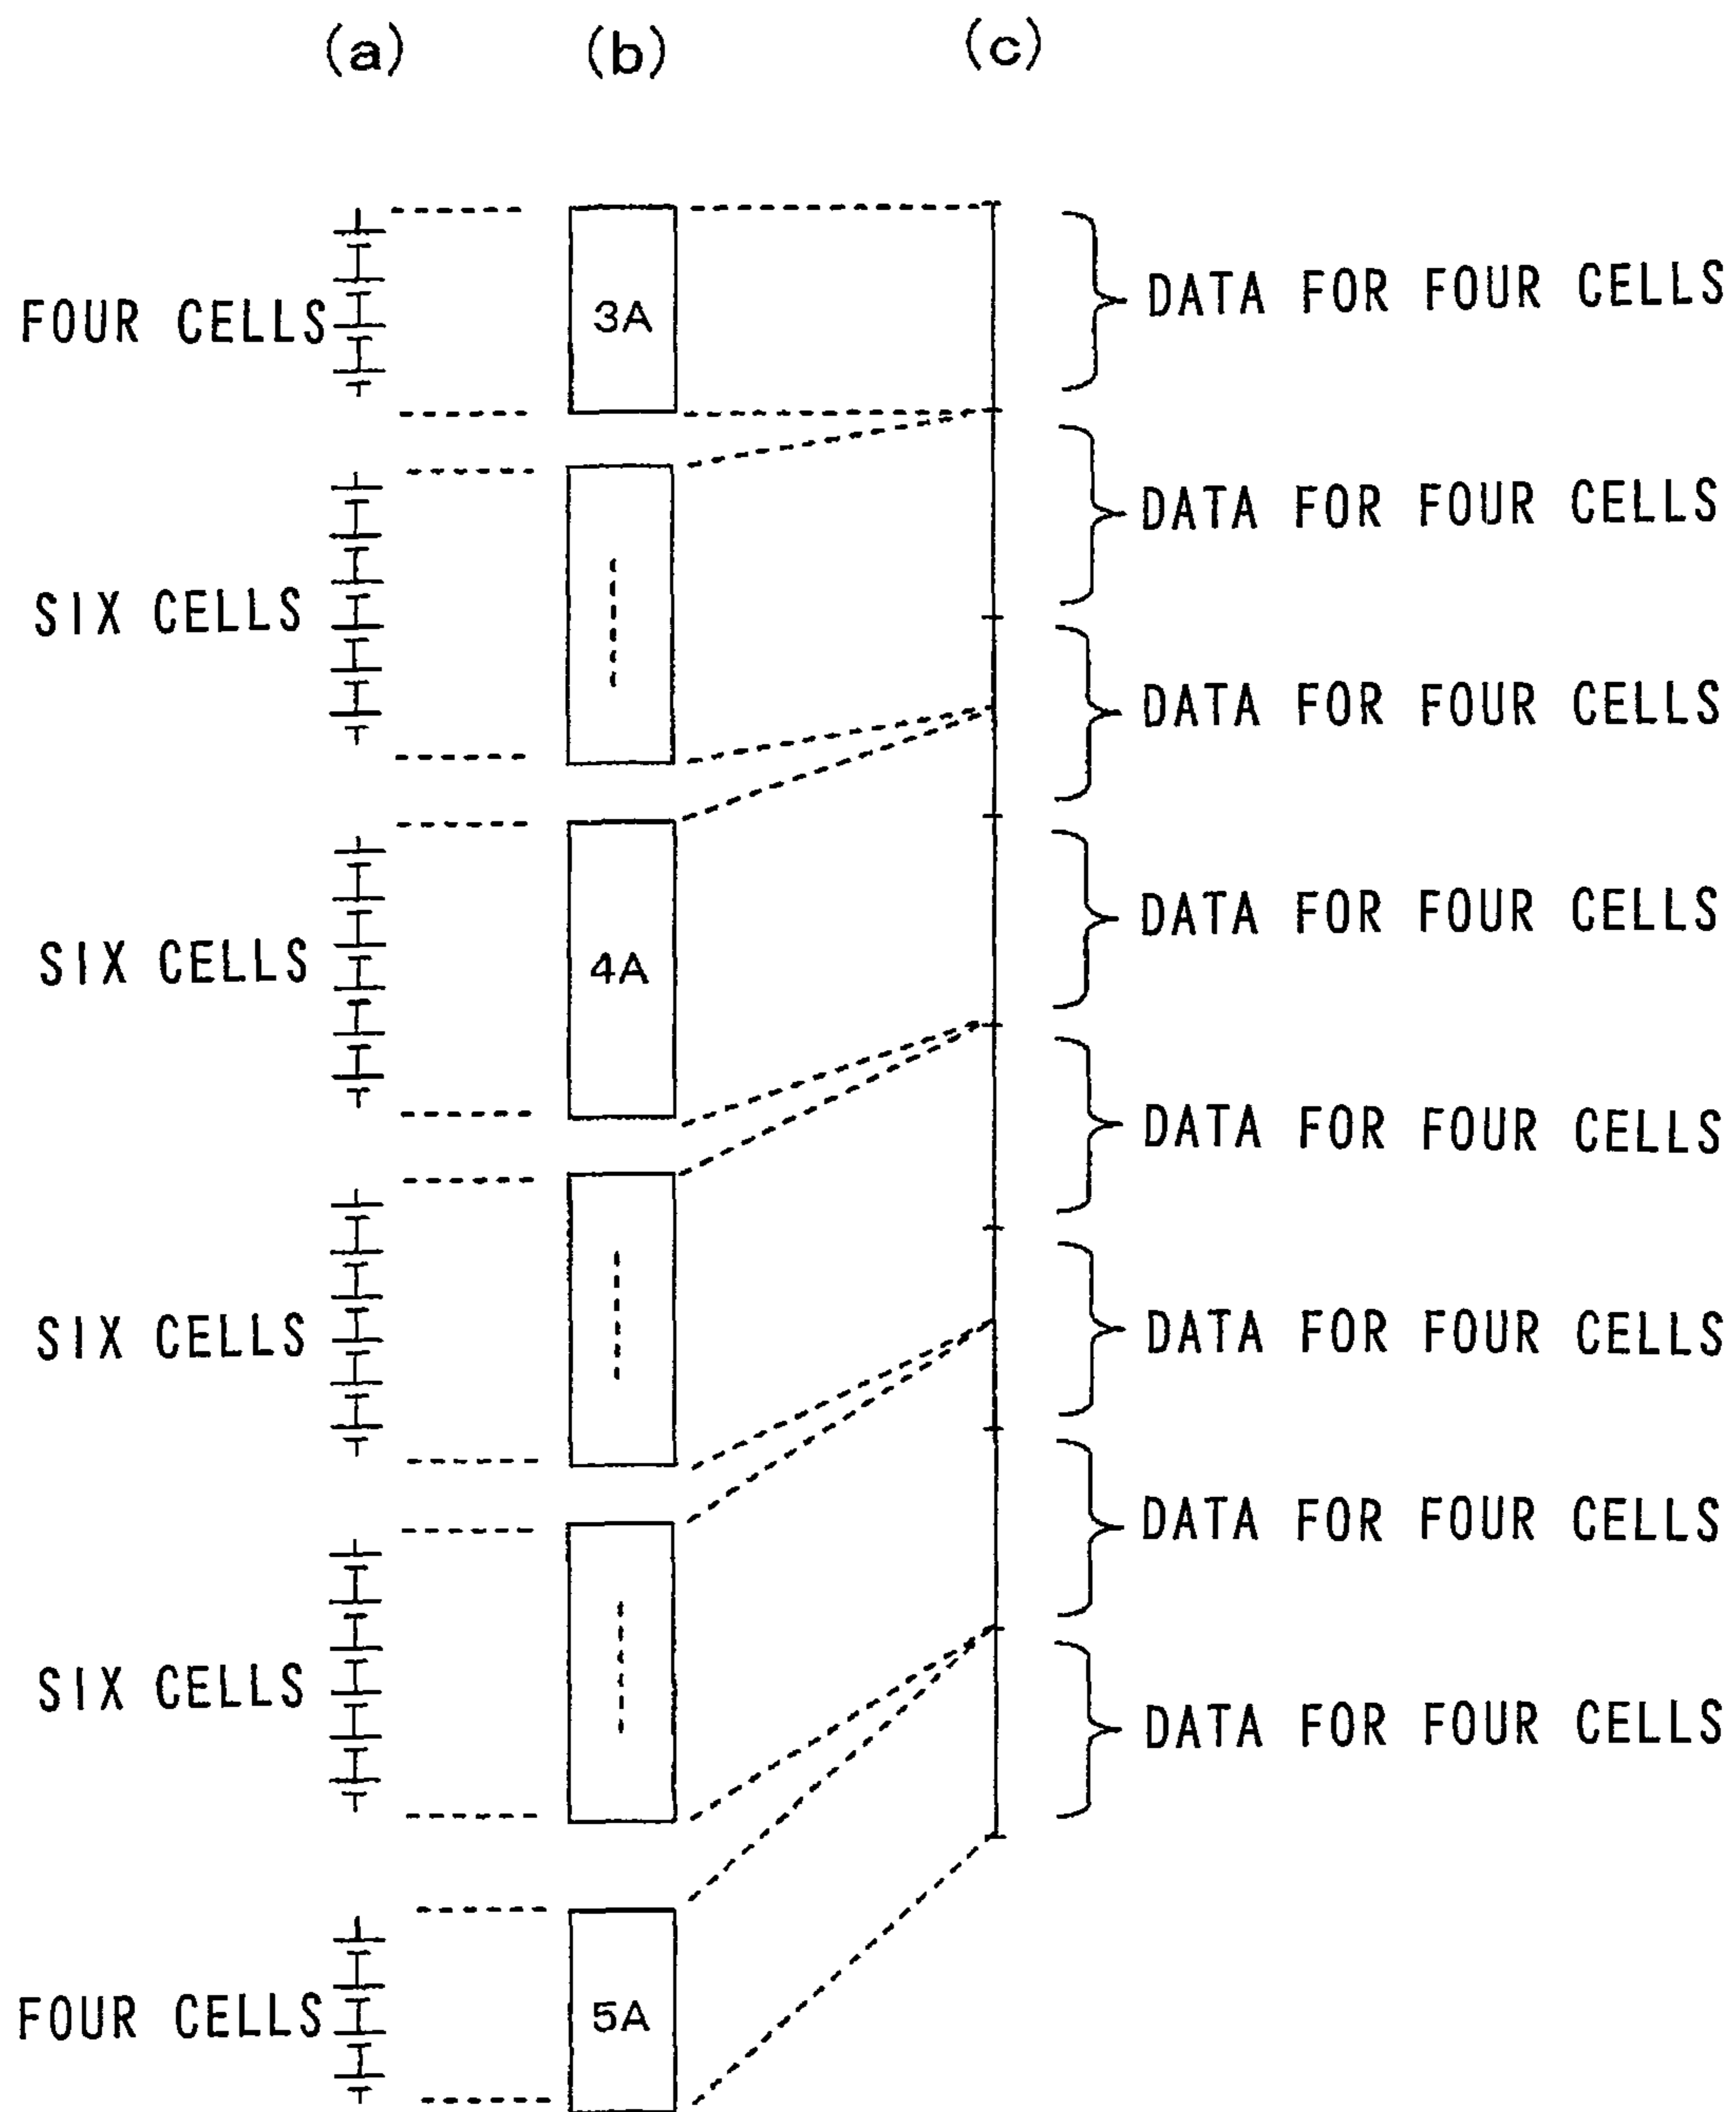 (a) (b) (c)
FOUR CELLS 3A DATA FOR FOUR CELLS
DATA FOR FOUR CELLS
SIX CELLS
DATA FOR FOUR CELLS
DATA FOR FOUR CELLS
SIX CELLS 4A
DATA FOR FOUR CELLS
SIX CELLS DATA FOR FOUR CELLS
DATA FOR FOUR CELLS
SIX CELLS
DATA FOR FOUR CELLS
FOUR CELLS 5A